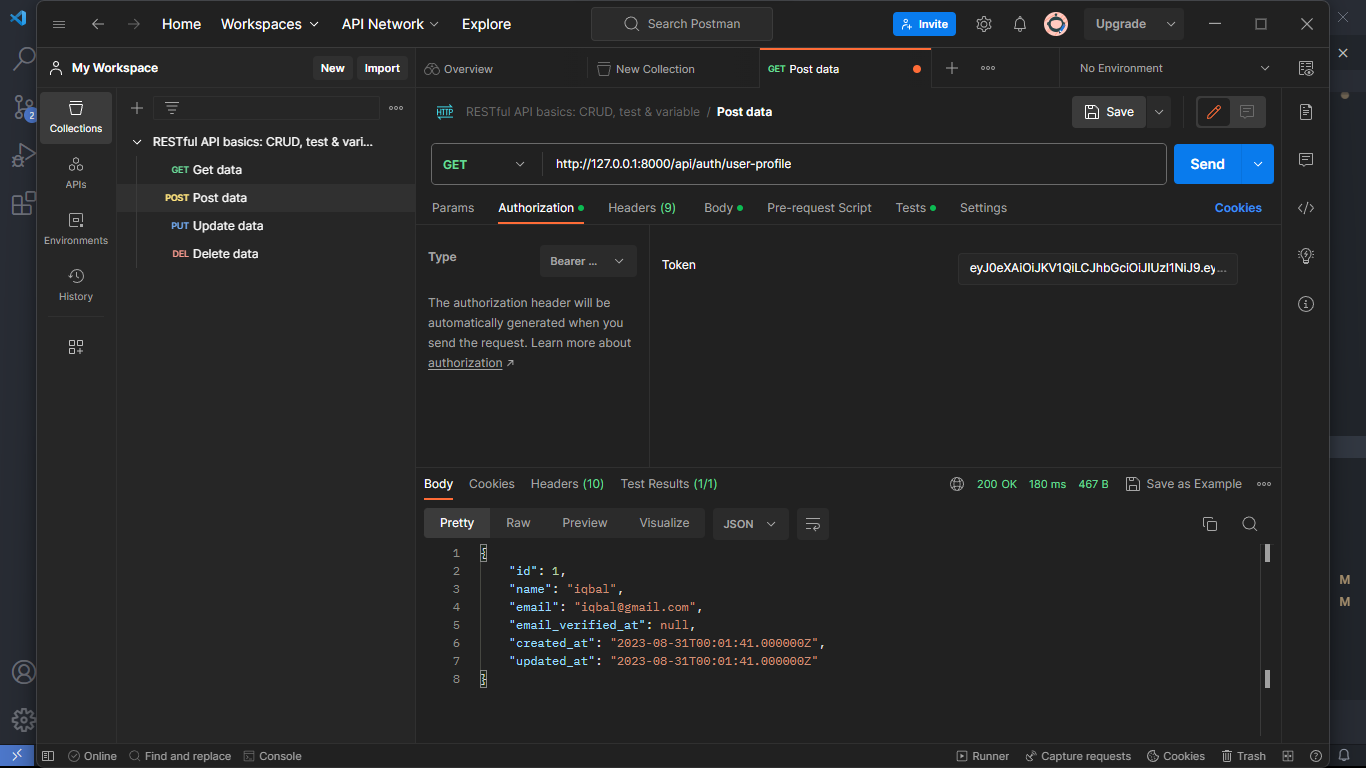 Home Workspaces API Network Explore Search Postman Invite Upgrade
My Workspace New Import Overview New Collection GET Post data No Environment
Collections
APIs
Environments
History
2
RESTful API basics: CRUD, test & vari...
GET Get data
POST Post data
PUT Update data
DEL Delete data
HTTP RESTful API basics: CRUD, test & variable / Post data Save
GET http://127.0.0.1:8000/api/auth/user-profile Send
Params Authorization Headers (9) Body Pre-request Script Tests Settings Cookies
Type Bearer ...
The authorization header will be
automatically generated when you
send the request. Learn more about
authorization ↗
Token eyJ0eXAiOiJKV1QiLCJhbGciOiJIUzI1NiJ9.ey...
Body Cookies Headers (10) Test Results (1/1) 200 OK 180 ms 467 B Save as Example
Pretty Raw Preview Visualize JSON
1 {
2 "id": 1,
3 "name": "iqbal",
4 "email": "iqbal@gmail.com",
5 "email_verified_at": null,
6 "created_at": "2023-08-31T00:01:41.000000Z",
7 "updated_at": "2023-08-31T00:01:41.000000Z"
8 }
M
M
Online Find and replace Console Runner Capture requests Cookies Trash